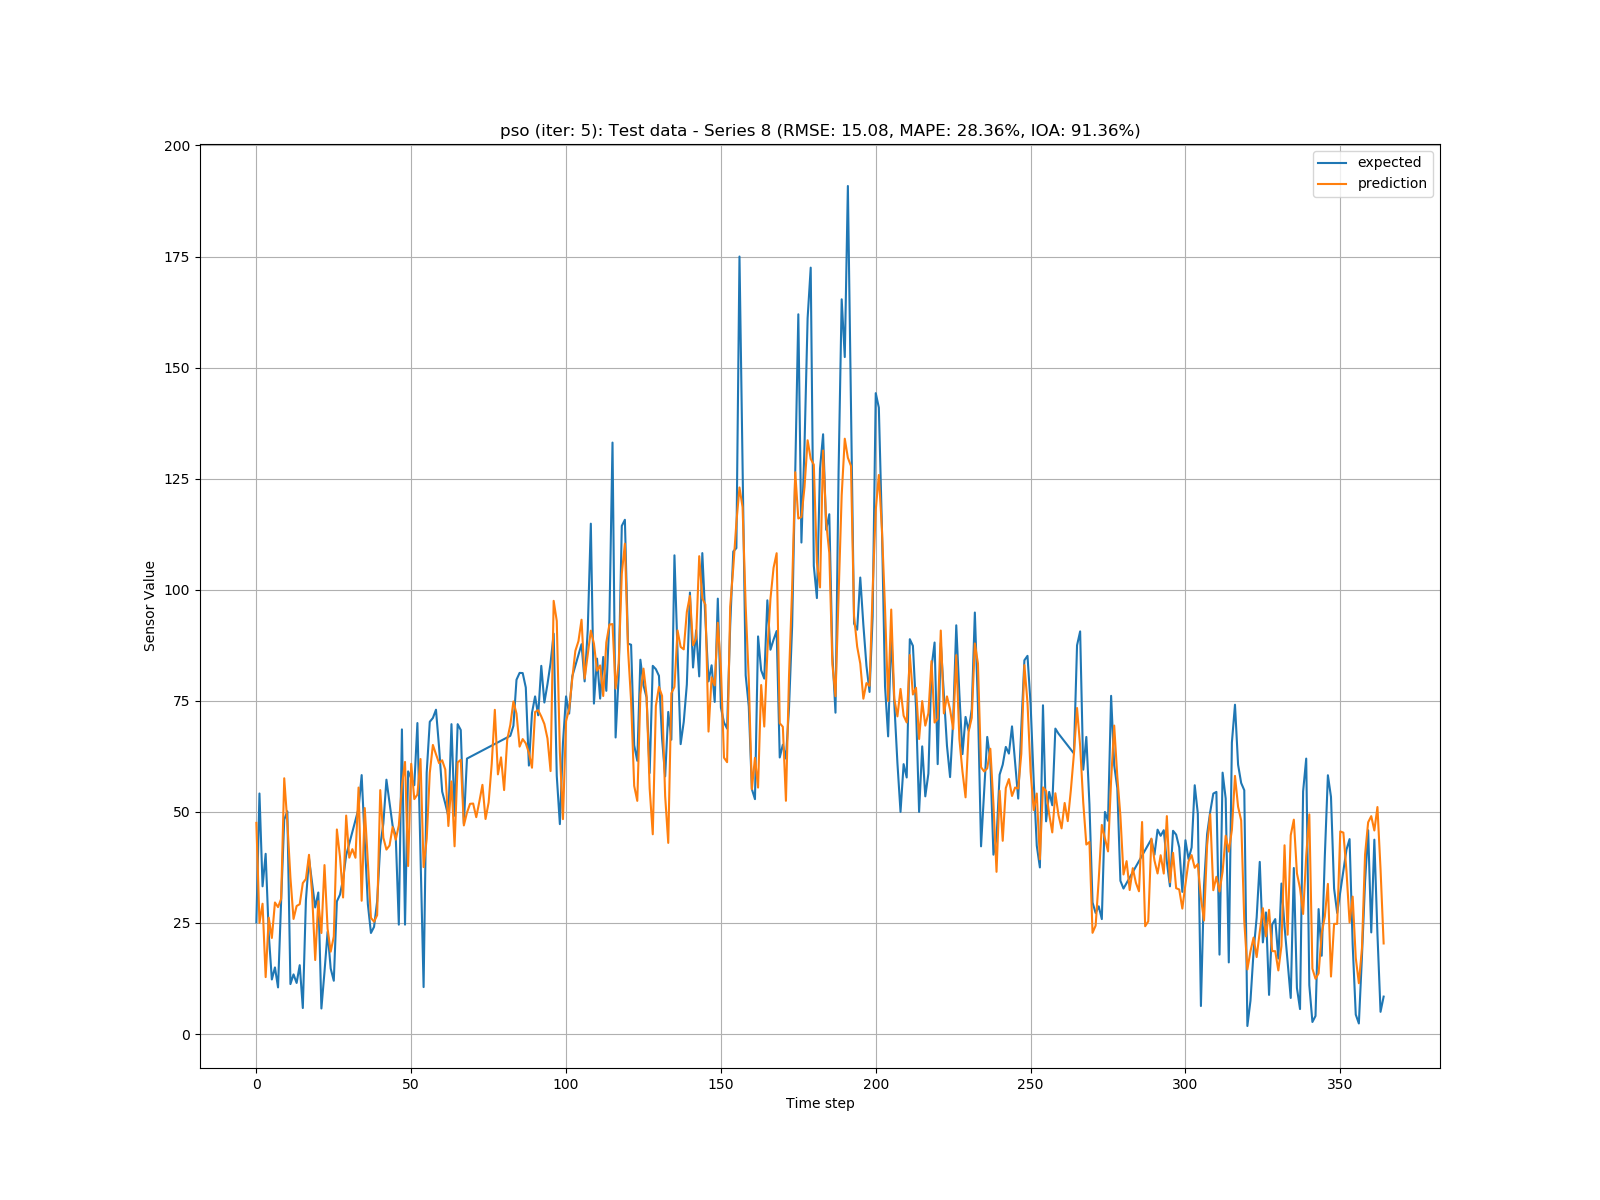 pso (iter: 5): Test data - Series 8 (RMSE: 15.08, MAPE: 28.36%, IOA: 91.36%)
expected
prediction
Sensor Value
200
175
150
125
100
75
50
25
0
0 50 100 150 200 250 300 350
Time step